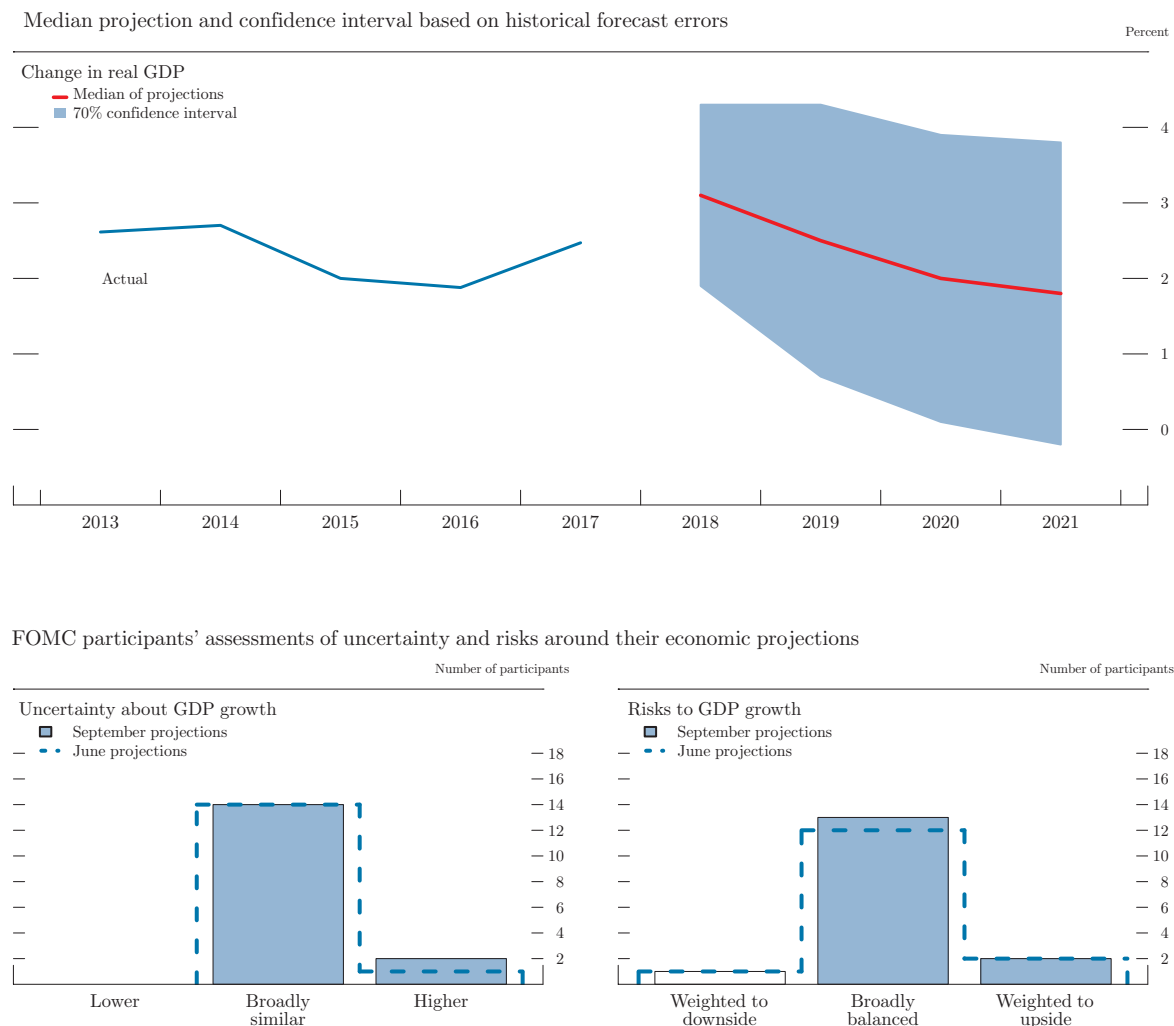 Median projection and confidence interval based on historical forecast errors
Percent
Change in real GDP
Median of projections
70% confidence interval
Actual
4
3
2
1
0
2013 2014 2015 2016 2017 2018 2019 2020 2021
FOMC participants’ assessments of uncertainty and risks around their economic projections
Number of participants
Uncertainty about GDP growth
September projections
June projections
18
16
14
12
10
8
6
4
2
Lower Broadly Higher
similar
Number of participants
Risks to GDP growth
September projections
June projections
18
16
14
12
10
8
6
4
2
Weighted to Broadly Weighted to
downside balanced upside